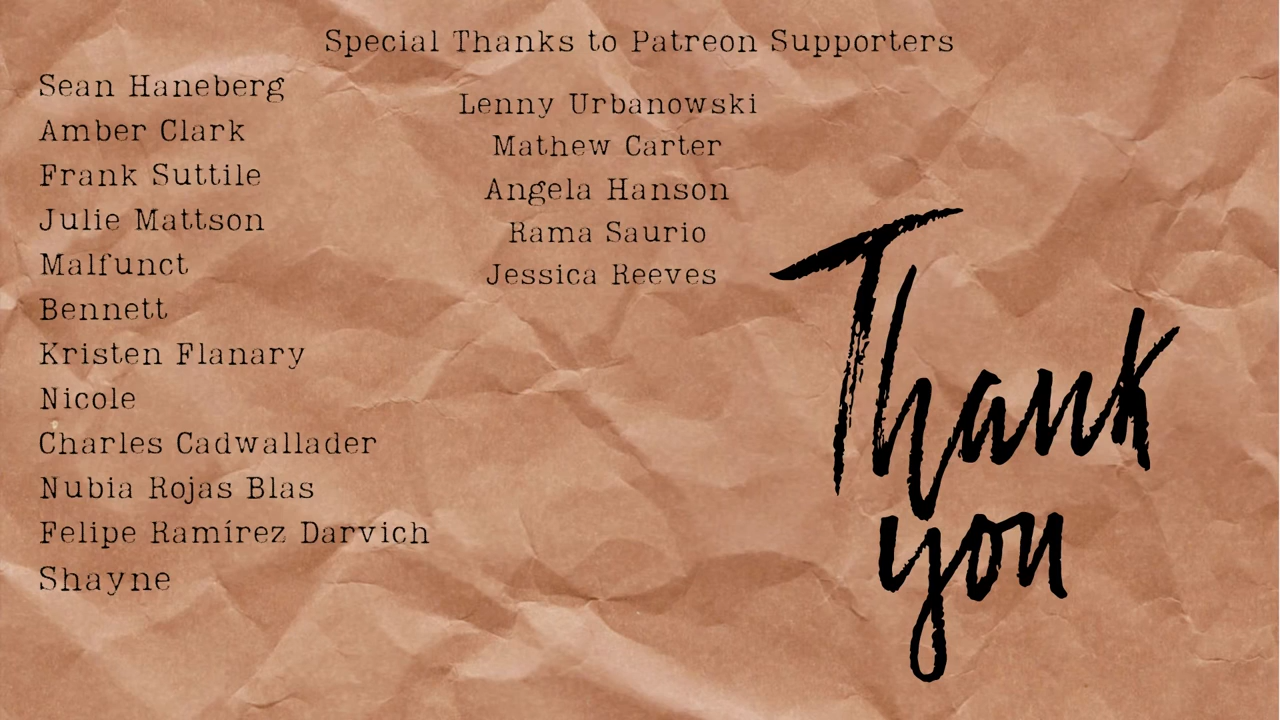 Special Thanks to Patreon Supporters
Sean Haneberg
Amber Clark
Frank Suttile
Julie Mattson
Malfunct
Bennett
Kristen Flanary
Nicole
Charles Cadwallader
Nubia Rojas Blas
Felipe Ramírez Darvich
Shayne
Lenny Urbanowski
Mathew Carter
Angela Hanson
Rama Saurio
Jessica Reeves
Thank
you